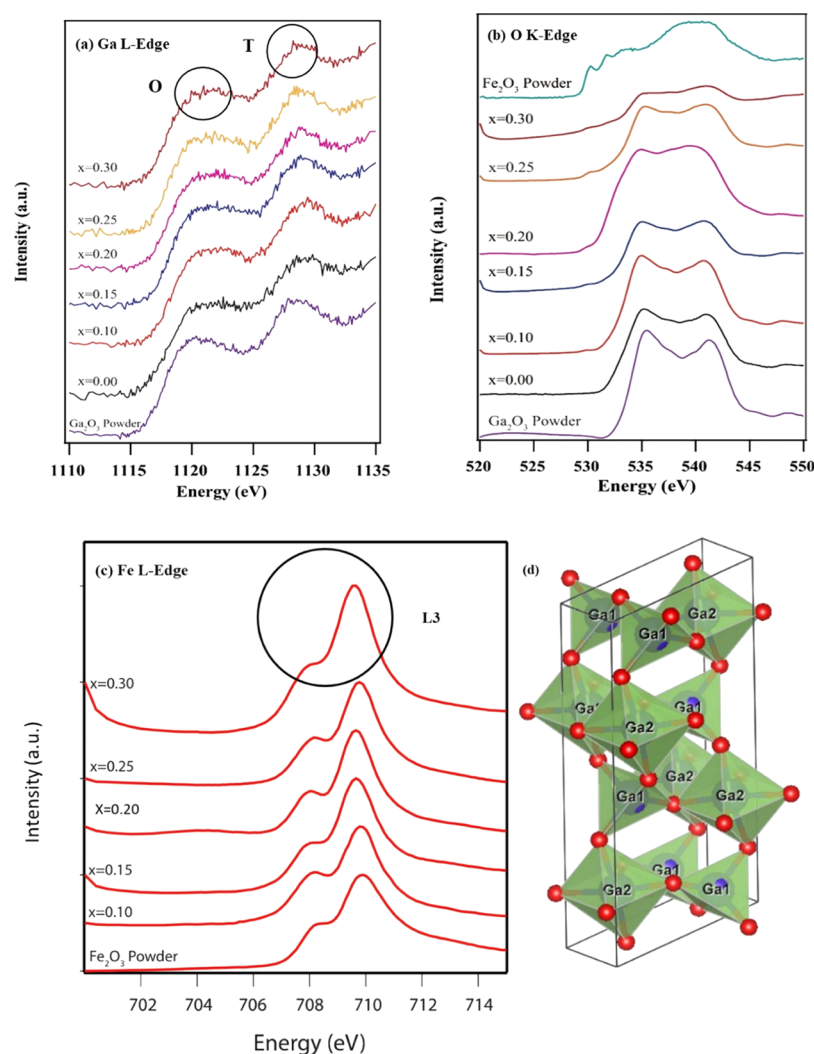 (a) Ga L-Edge
T
O
x=0.30
x=0.25
x=0.20
x=0.15
x=0.10
x=0.00
Ga₂O₃ Powder
Intensity (a.u.)
1110 1115 1120 1125 1130 1135
Energy (eV)
(b) O K-Edge
Fe₂O₃ Powder
x=0.30
x=0.25
x=0.20
x=0.15
x=0.10
x=0.00
Ga₂O₃ Powder
Intensity (a.u.)
520 525 530 535 540 545 550
Energy (eV)
(c) Fe L-Edge
L3
x=0.30
x=0.25
X=0.20
x=0.15
x=0.10
Fe₂O₃ Powder
Intensity (a.u.)
702 704 706 708 710 712 714
Energy (eV)
(d)
Ga1
Ga1
Ga2
Ga1
Ga2
Ga2
Ga1
Ga2
Ga2
Ga1
Ga1